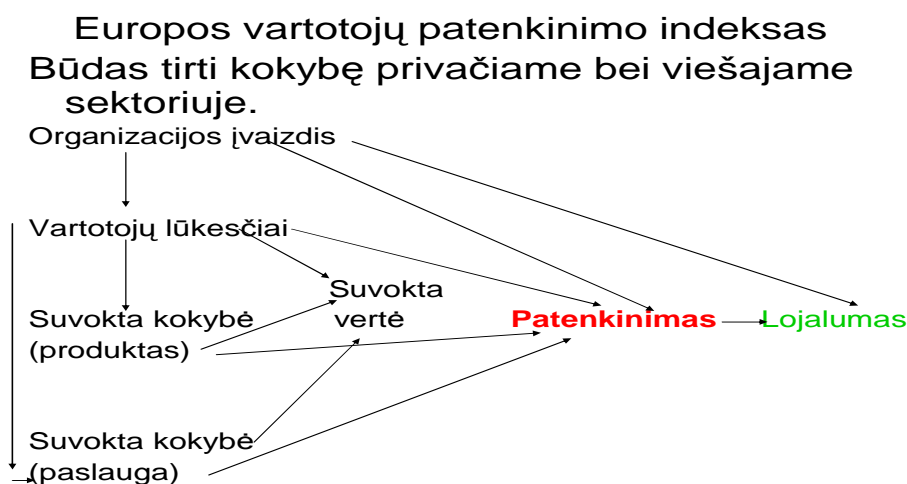 Europos vartotojų patenkinimo indeksas
Būdas tirti kokybę privačiame bei viešajame
sektoriuje.
Organizacijos įvaizdis
Vartotojų lūkesčiai
Suvokta
vertė
Suvokta kokybė
(produktas)
Patenkinimas
Lojalumas
Suvokta kokybė
(paslauga)